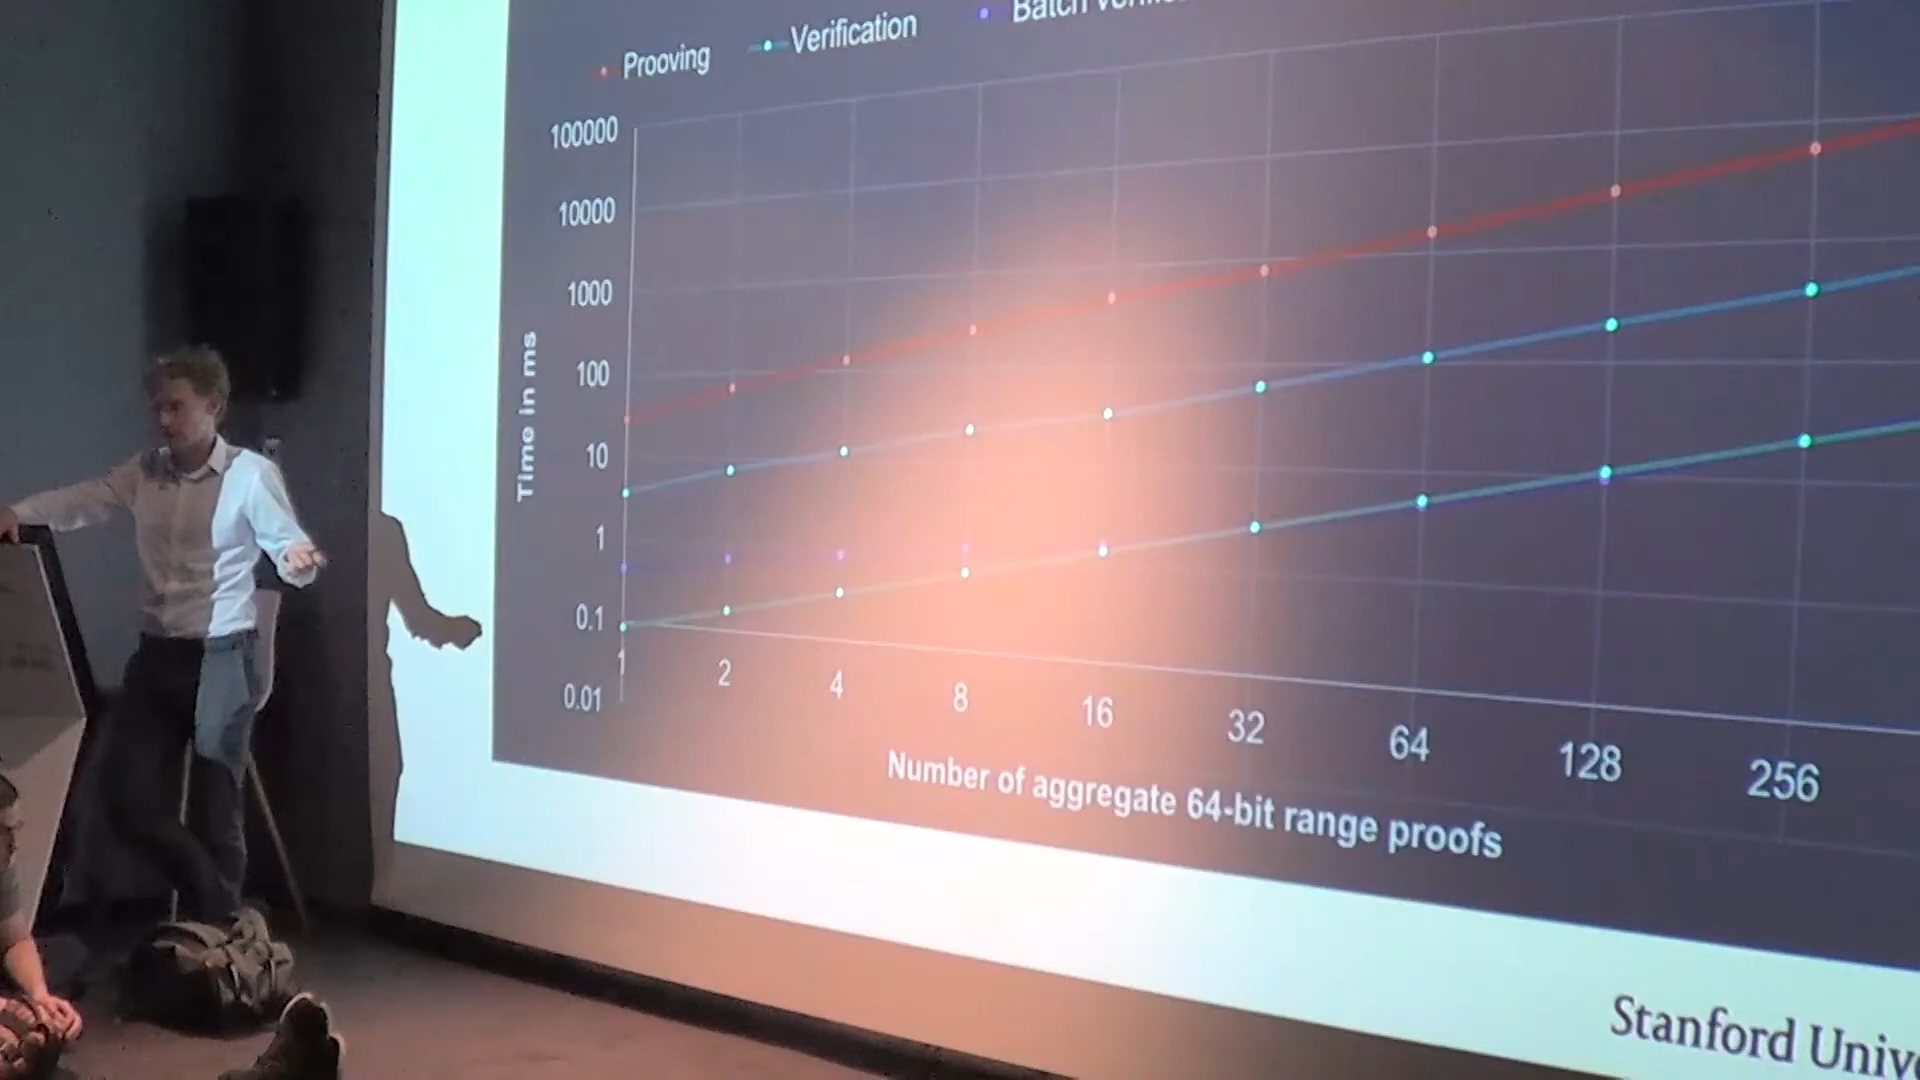 Prooving
Verification
Batch
100000
10000
1000
100
10
1
0.1
0.01
Time in ms
1
2
4
8
16
32
64
128
256
Number of aggregate 64-bit range proofs
Stanford